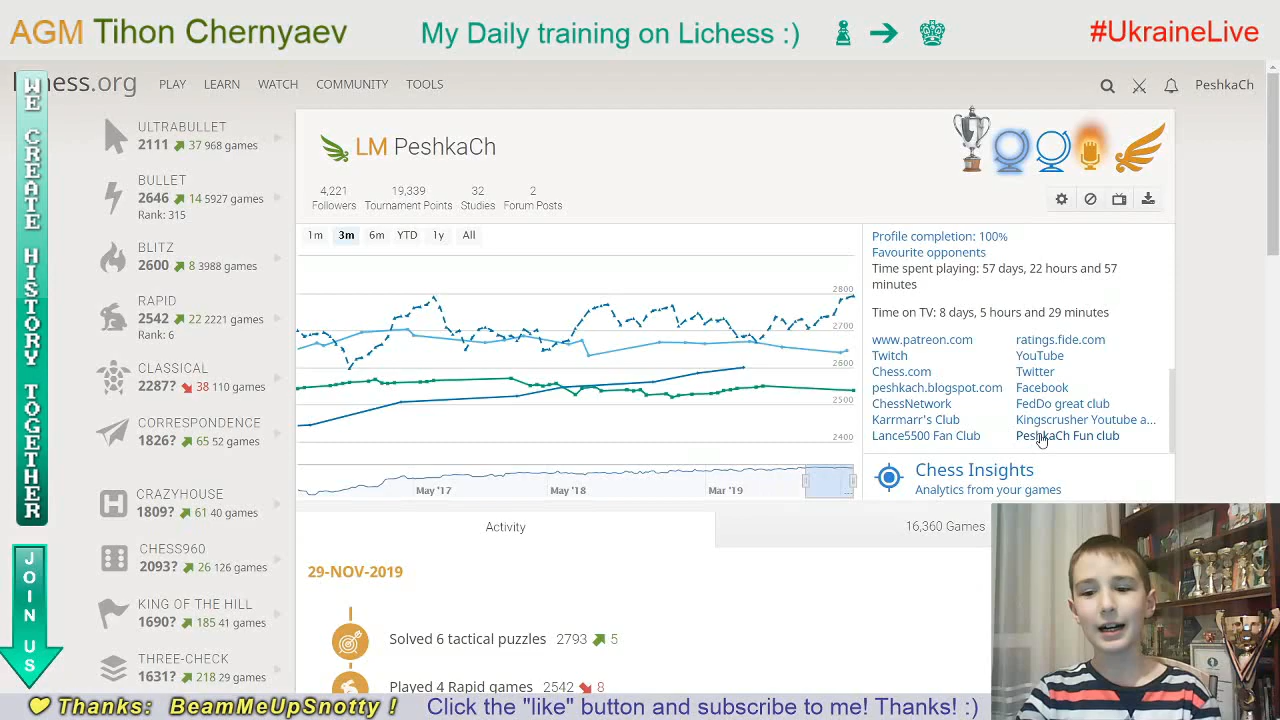 AGM Tihon Chernyaev
My Daily training on Lichess :)
#UkraineLive
WE CREATE HISTORY TOGETHER
JOIN US
ess.org
PLAY LEARN WATCH COMMUNITY TOOLS
PeshkaCh
ULTRABULLET
2111 37 968 games
BULLET
2646 14 5927 games
Rank: 315
BLITZ
2600 8 3988 games
RAPID
2542 22 2221 games
Rank: 6
CLASSICAL
2287? 38 110 games
CORRESPONDENCE
1826? 65 52 games
CRAZYHOUSE
1809? 61 40 games
CHESS960
2093? 26 126 games
KING OF THE HILL
1690? 185 41 games
THREE-CHECK
1631? 218 29 games
LM PeshkaCh
4,221 19,339 32 2
Followers Tournament Points Studies Forum Posts
1m 3m 6m YTD 1y All
2800
2700
2600
2500
2400
May '17 May '18 Mar '19
Profile completion: 100%
Favourite opponents
Time spent playing: 57 days, 22 hours and 57
minutes
Time on TV: 8 days, 5 hours and 29 minutes
www.patreon.com ratings.fide.com
Twitch YouTube
Chess.com Twitter
peshkach.blogspot.com Facebook
ChessNetwork FedDo great club
Karrmarr's Club Kingscrusher Youtube a...
Lance5500 Fan Club PeshkaCh Fun club
Chess Insights
Analytics from your games
Activity 16,360 Games
29-NOV-2019
Solved 6 tactical puzzles 2793 5
Played 4 Rapid games 2542 8
Thanks: BeamMeUpSnotty !
Click the "like" button and subscribe to me! Thanks! :)